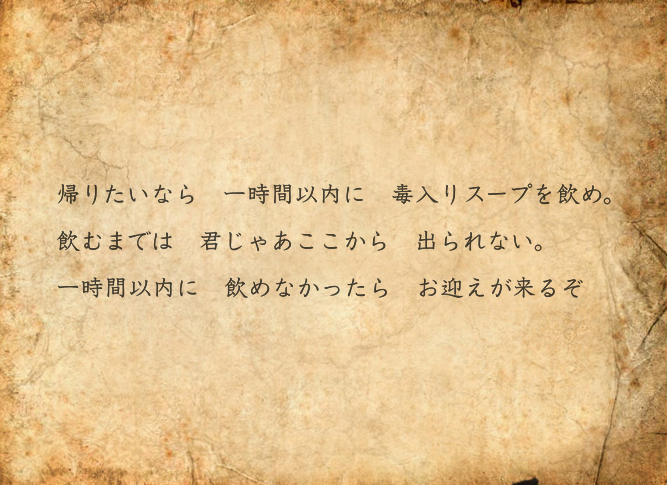 帰りたいなら　一時間以内に　毒入りスープを飲め。
飲むまでは　君じゃあここから　出られない。
一時間以内に　飲めなかったら　お迎えが来るぞ